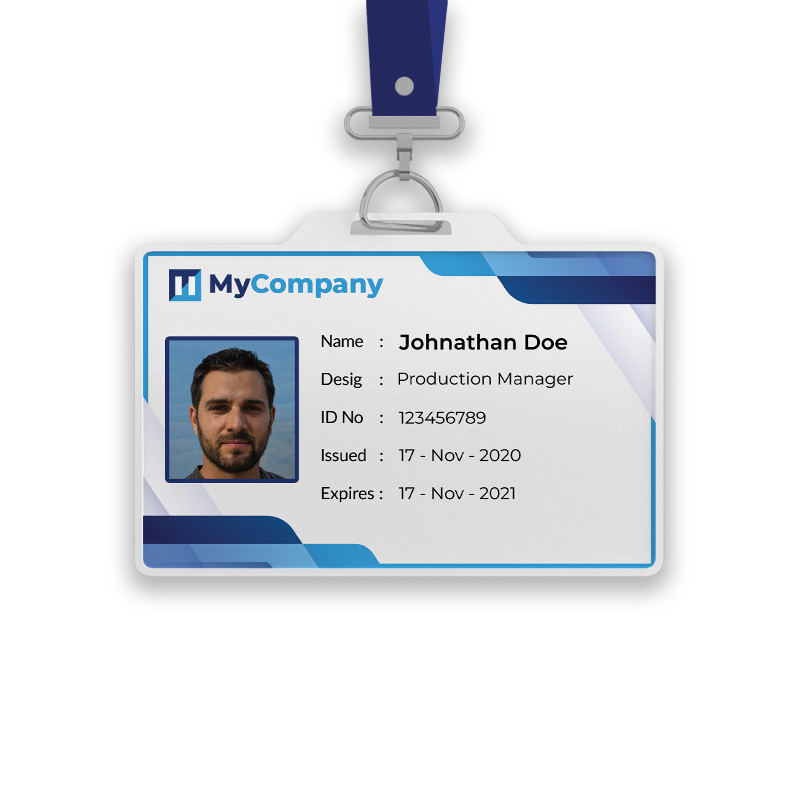 MyCompany
Name : Johnathan Doe
Desig : Production Manager
ID No : 123456789
Issued : 17 - Nov - 2020
Expires : 17 - Nov - 2021